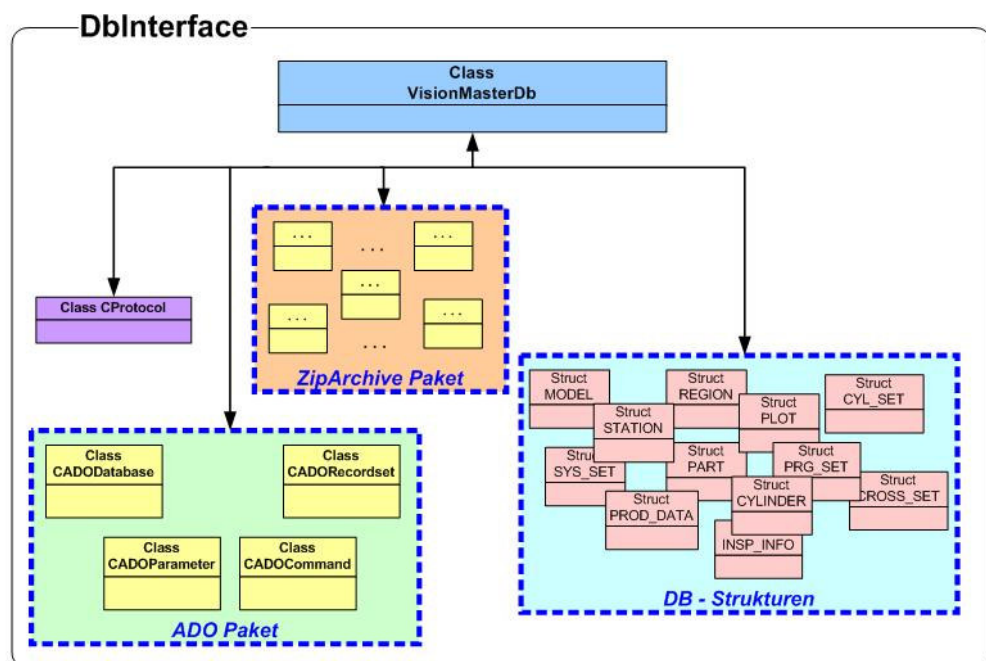 DbInterface
Class
VisionMasterDb
Class CProtocol
. . .
. . .
. . .
. . .
. . .
. . .
. . .
ZipArchive Paket
Class
CADODatabase
Class
CADORecordset
Class
CADOParameter
Class
CADOCommand
ADO Paket
Struct
MODEL
Struct
REGION
Struct
CYL_SET
Struct
STATION
Struct
PLOT
Struct
SYS_SET
Struct
PART
Struct
PRG_SET
CROSS_SET
Struct
PROD_DATA
Struct
CYLINDER
INSP_INFO
DB - Strukturen